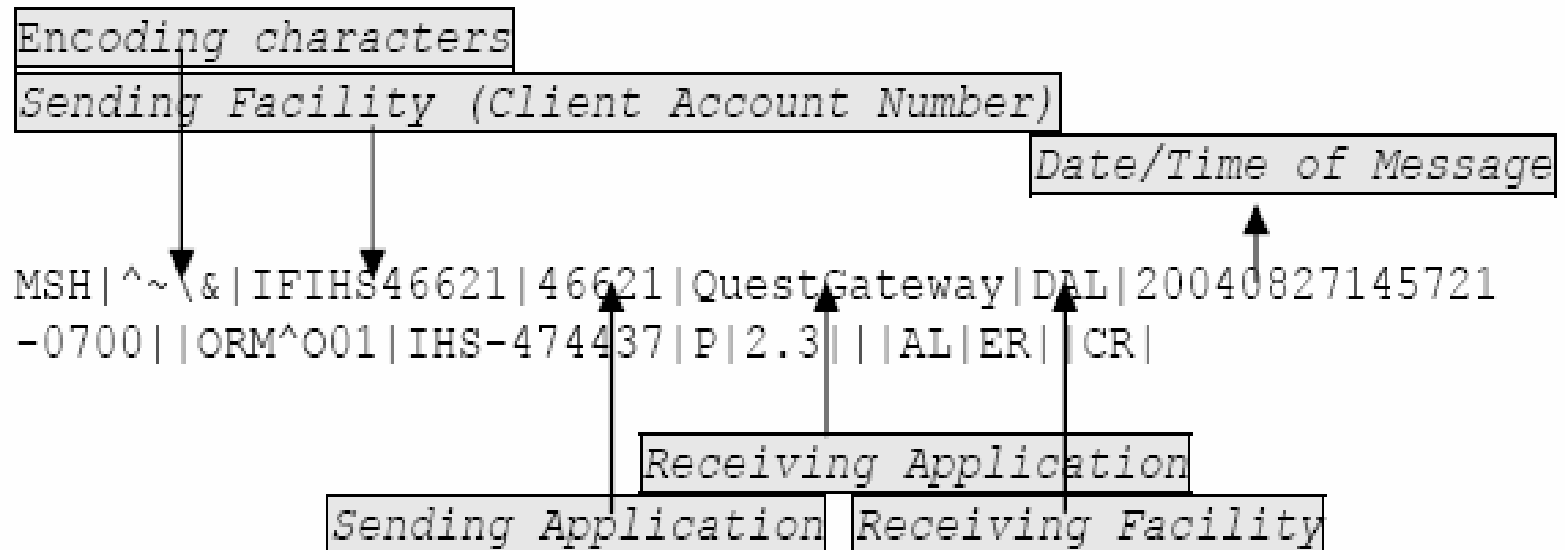 Encoding characters
Sending Facility (Client Account Number)
Date/Time of Message
MSH|^~\&|IFIHS46621|46621|QuestGateway|DAL|20040827145721
-0700||ORM^O01|IHS-474437|P|2.3|||AL|ER||CR|
Receiving Application
Sending Application Receiving Facility